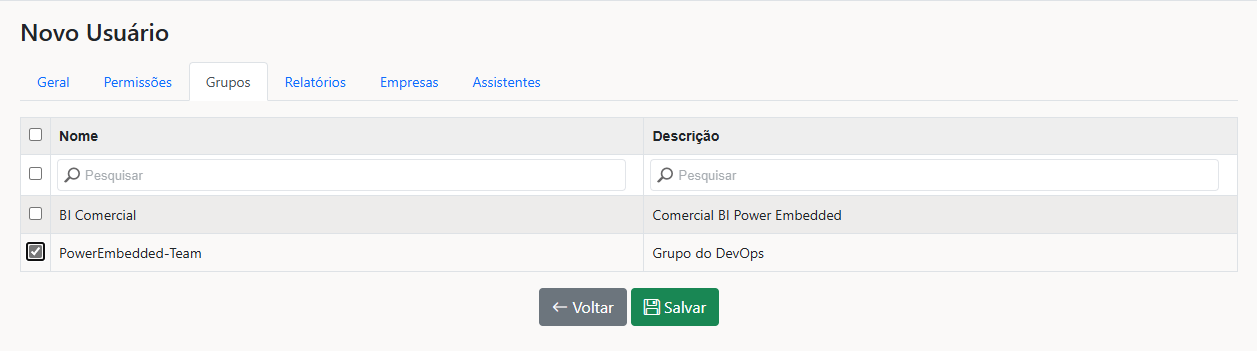 Novo Usuário
Geral Permissões Grupos Relatórios Empresas Assistentes
Nome Descrição
Pesquisar Pesquisar
BI Comercial Comercial BI Power Embedded
PowerEmbedded-Team Grupo do DevOps
Voltar Salvar